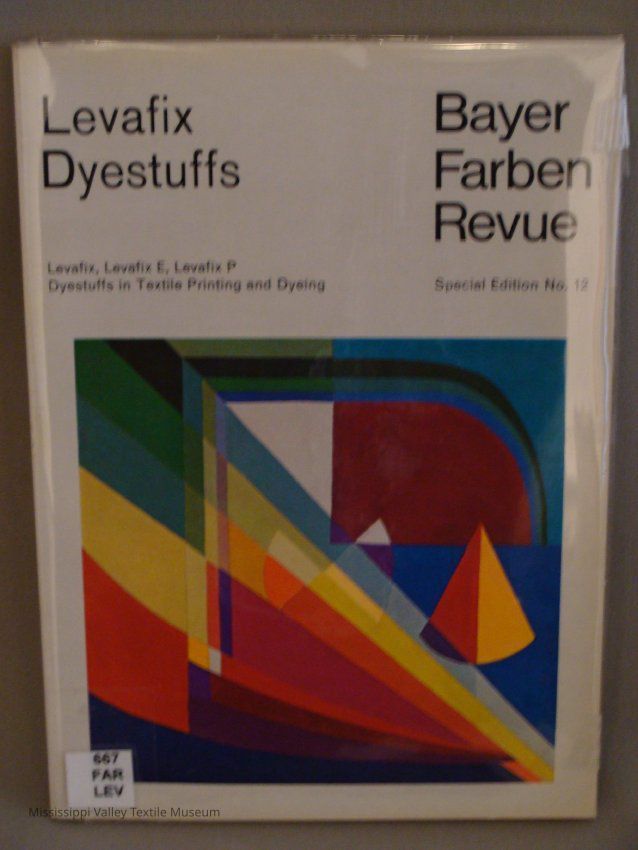 Levafix
Dyestuffs
Bayer
Farben
Revue
Levafix, Levafix E, Levafix P
Dyestuffs in Textile Printing and Dyeing
Special Edition No. 12
667
FAR
LEV
Mississippi Valley Textile Museum